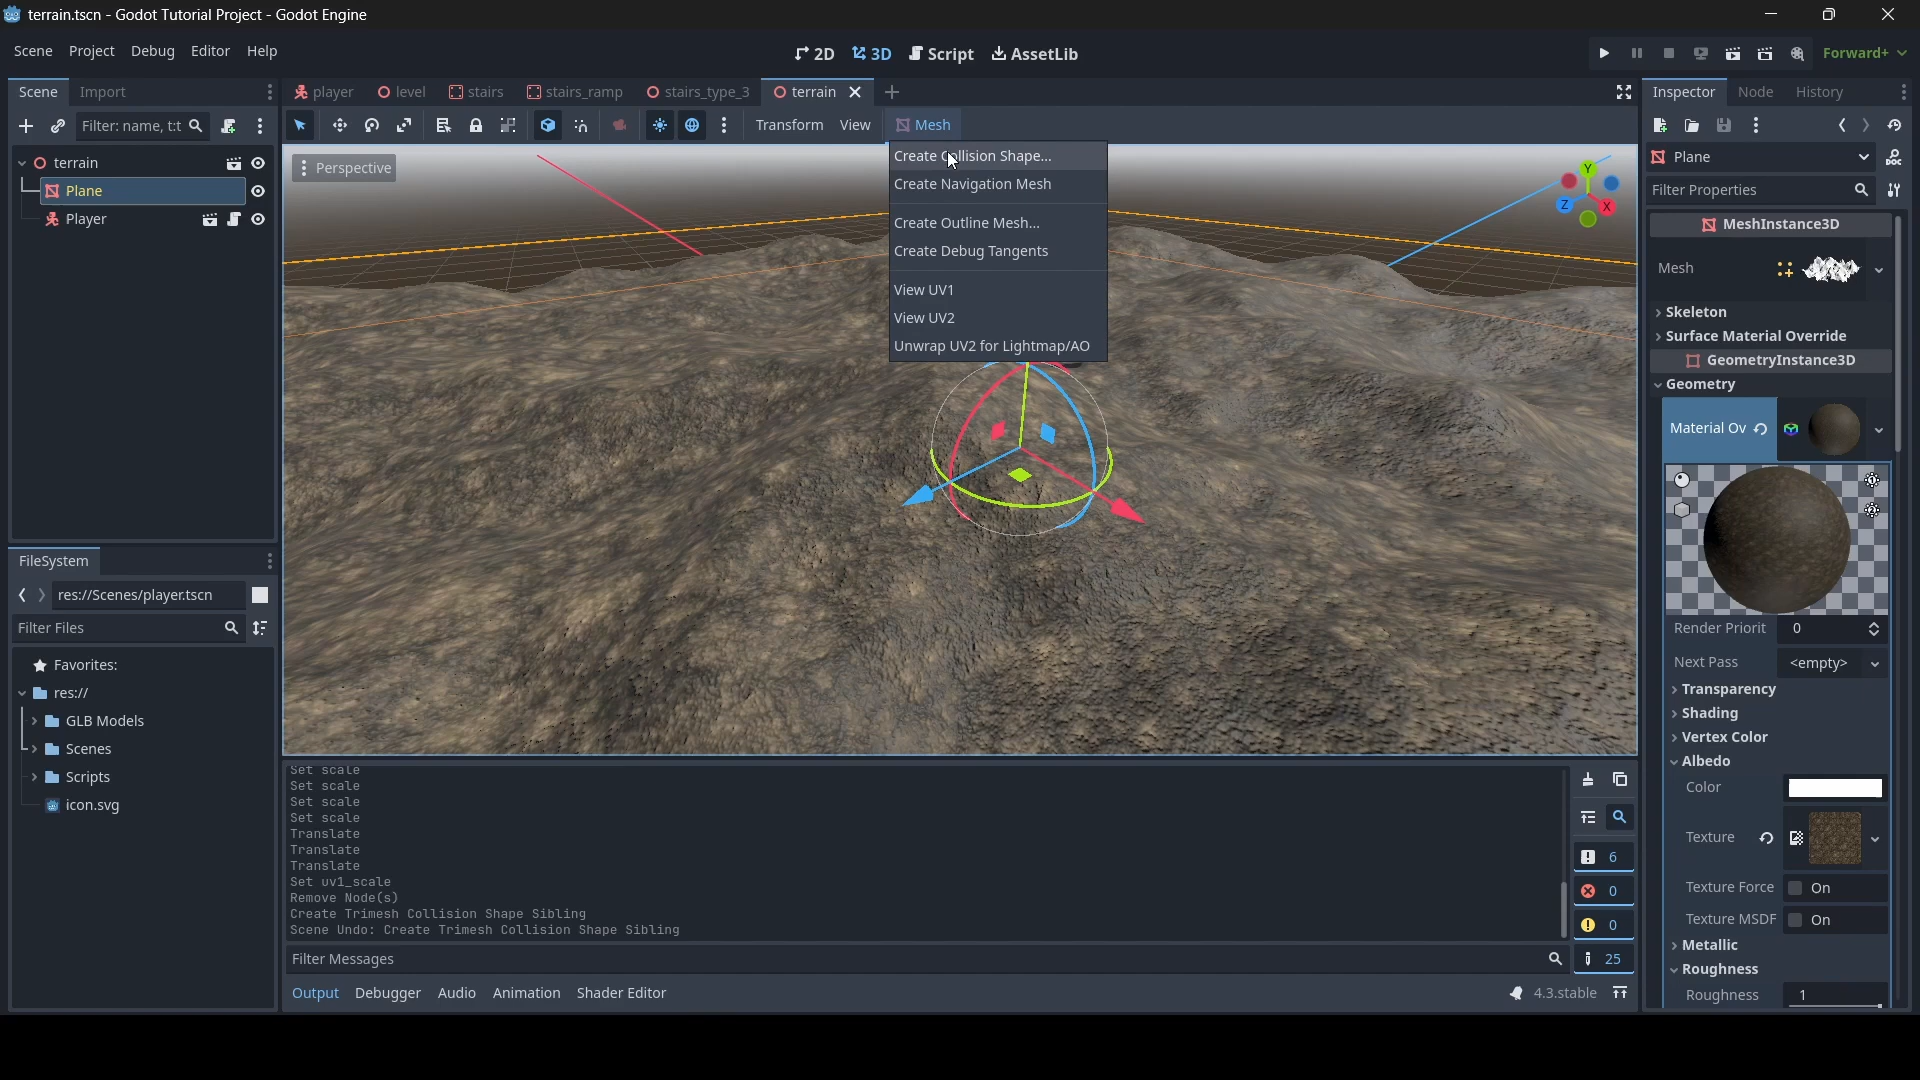 terrain.tscn - Godot Tutorial Project - Godot Engine
Scene Project Debug Editor Help
2D 3D Script AssetLib
Forward+
Scene Import
Filter: name, t:t
terrain
Plane
Player
FileSystem
res://Scenes/player.tscn
Filter Files
Favorites:
res://
GLB Models
Scenes
Scripts
icon.svg
player level stairs stairs_ramp stairs_type_3 terrain
Transform View Mesh
Perspective
Create Collision Shape...
Create Navigation Mesh
Create Outline Mesh...
Create Debug Tangents
View UV1
View UV2
Unwrap UV2 for Lightmap/AO
Y
Z
X
Set scale
Set scale
Set scale
Set scale
Translate
Translate
Translate
Set uv1_scale
Remove Node(s)
Create Trimesh Collision Shape Sibling
Scene Undo: Create Trimesh Collision Shape Sibling
6
0
0
25
Filter Messages
Output Debugger Audio Animation Shader Editor
4.3.stable
Inspector Node History
Plane
Filter Properties
MeshInstance3D
Mesh
Skeleton
Surface Material Override
GeometryInstance3D
Geometry
Material Ov
1
2
Render Priorit 0
Next Pass <empty>
Transparency
Shading
Vertex Color
Albedo
Color
Texture
Texture Force On
Texture MSDF On
Metallic
Roughness
Roughness 1